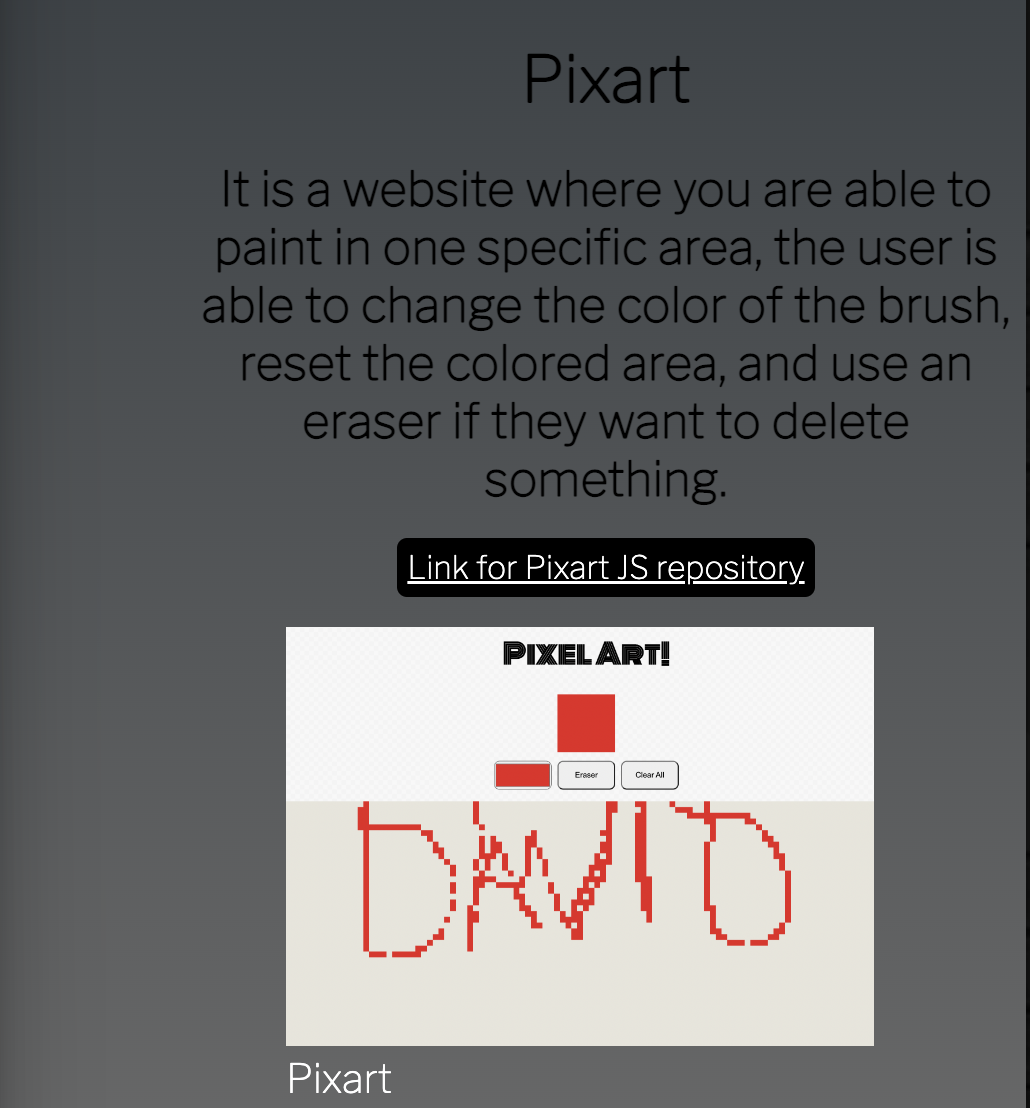 Pixart
It is a website where you are able to
paint in one specific area, the user is
able to change the color of the brush,
reset the colored area, and use an
eraser if they want to delete
something.
Link for Pixart JS repository
PIXEL ART!
Eraser
Clear All
DAVID
Pixart